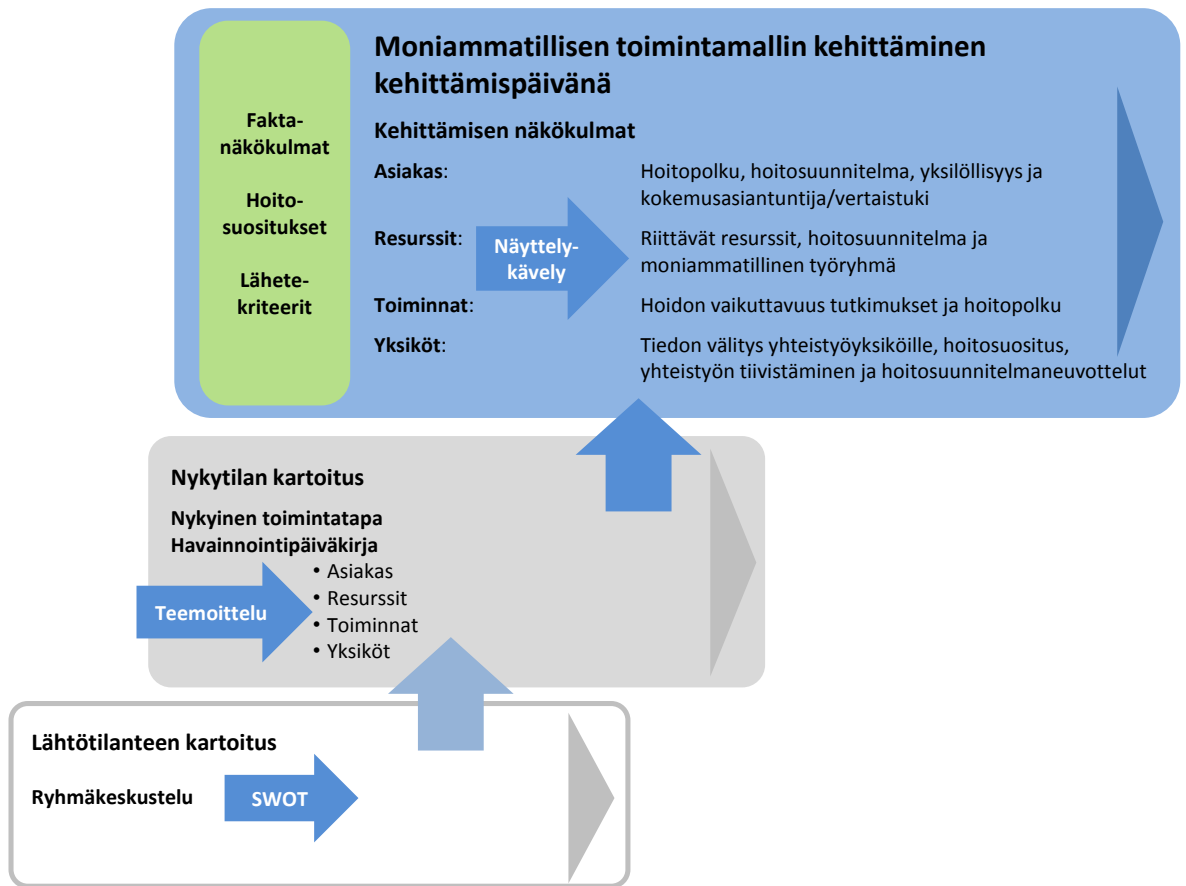 Moniammatillisen toimintamallin kehittäminen
kehittämispäivänä
Fakta-
näkökulmat
Hoito-
suositukset
Lähete-
kriteerit
Kehittämisen näkökulmat
Asiakas:
Hoitopolku, hoitosuunnitelma, yksilöllisyys ja
kokemusasiantuntija/vertaistuki
Resurssit:
Näyttely-
kävely
Riittävät resurssit, hoitosuunnitelma ja
moniammatillinen työryhmä
Toiminnat:
Hoidon vaikuttavuus tutkimukset ja hoitopolku
Yksiköt:
Tiedon välitys yhteistyöyksiköille, hoitosuositus,
yhteistyön tiivistäminen ja hoitosuunnitelmaneuvottelut
Nykytilan kartoitus
Nykyinen toimintatapa
Havainnointipäiväkirja
Teemoittelu
• Asiakas
• Resurssit
• Toiminnat
• Yksiköt
Lähtötilanteen kartoitus
Ryhmäkeskustelu
SWOT